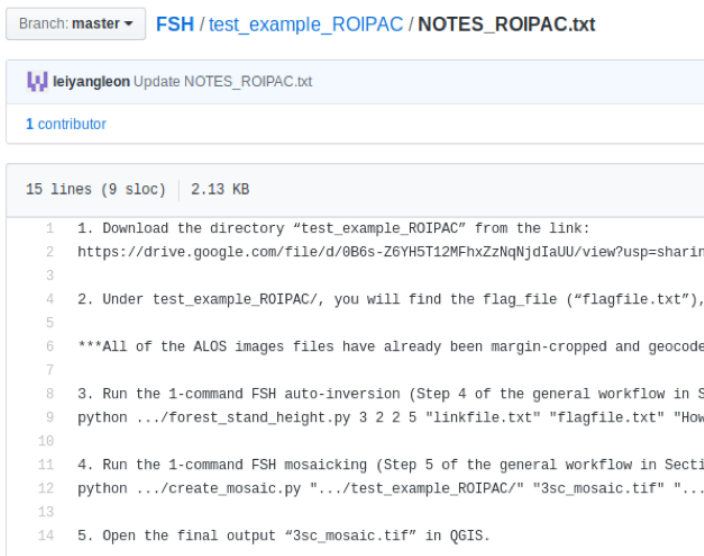 Branch: master FSH / test_example_ROIPAC / NOTES_ROIPAC.txt
leiyangleon Update NOTES_ROIPAC.txt
1 contributor
15 lines (9 sloc) 2.13 KB
1 1. Download the directory “test_example_ROIPAC” from the link:
2 https://drive.google.com/file/d/0B6s-Z6YH5T12MFhxZzNqNjdIaUU/view?usp=sharin
3
4 2. Under test_example_ROIPAC/, you will find the flag_file (“flagfile.txt”),
5
6 ***All of the ALOS images files have already been margin-cropped and geocode
7
8 3. Run the 1-command FSH auto-inversion (Step 4 of the general workflow in S
9 python .../forest_stand_height.py 3 2 2 5 "linkfile.txt" "flagfile.txt" "How
10
11 4. Run the 1-command FSH mosaicking (Step 5 of the general workflow in Secti
12 python .../create_mosaic.py ".../test_example_ROIPAC/" "3sc_mosaic.tif" "...
13
14 5. Open the final output “3sc_mosaic.tif” in QGIS.